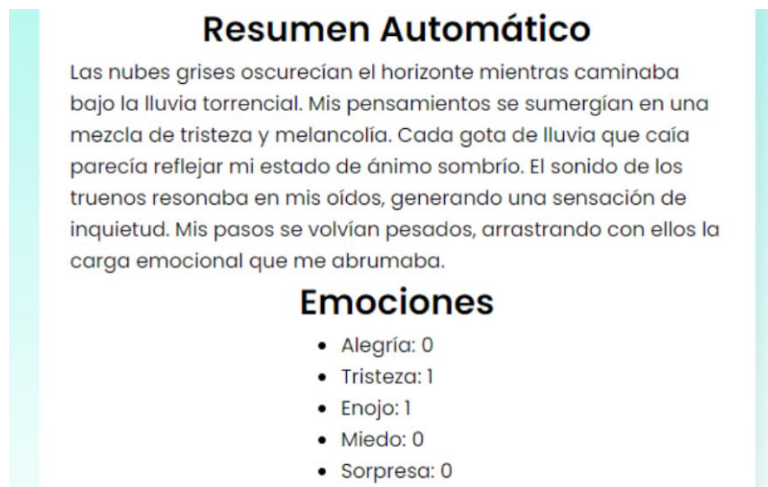 Resumen Automático
Las nubes grises oscurecían el horizonte mientras caminaba
bajo la lluvia torrencial. Mis pensamientos se sumergían en una
mezcla de tristeza y melancolía. Cada gota de lluvia que caía
parecía reflejar mi estado de ánimo sombrío. El sonido de los
truenos resonaba en mis oídos, generando una sensación de
inquietud. Mis pasos se volvían pesados, arrastrando con ellos la
carga emocional que me abrumaba.
Emociones
• Alegría: 0
• Tristeza: 1
• Enojo: 1
• Miedo: 0
• Sorpresa: 0